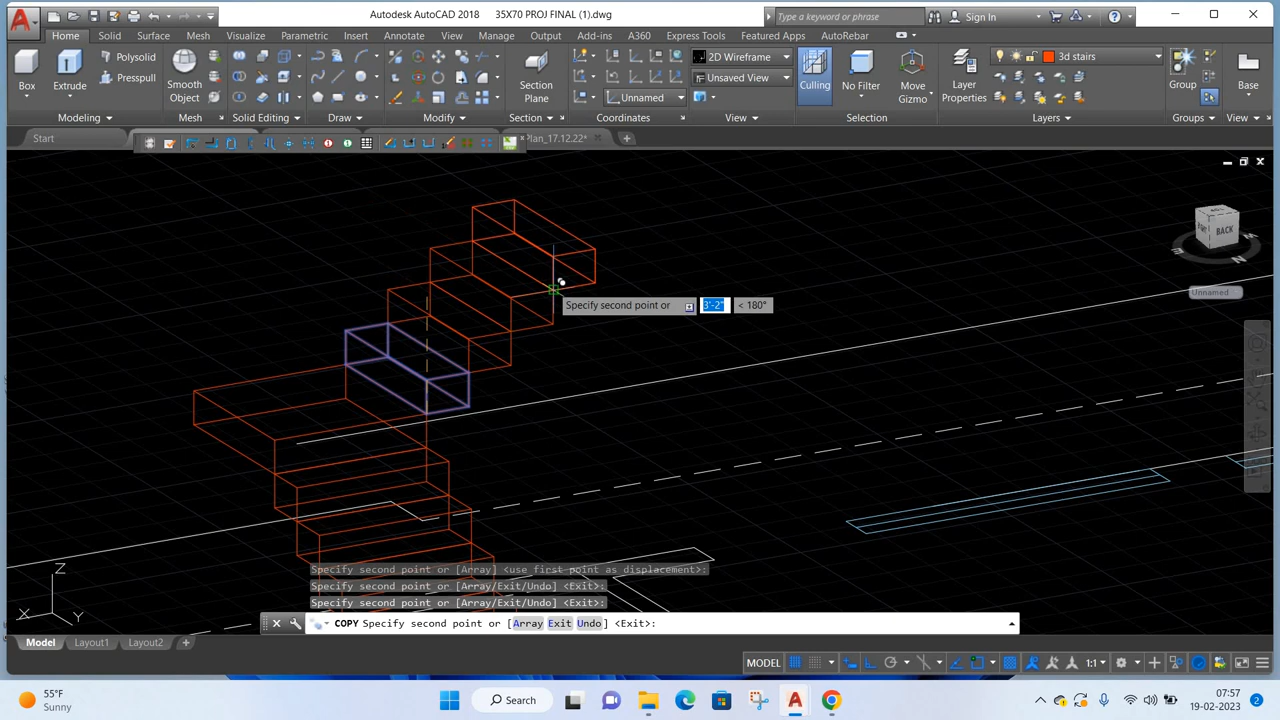 Autodesk AutoCAD 2018 35X70 PROJ FINAL (1).dwg
Type a keyword or phrase
Sign In
Home Solid Surface Mesh Visualize Parametric Insert Annotate View Manage Output Add-ins A360 Express Tools Featured Apps AutoRebar
Polysolid
Presspull
2D Wireframe
Unsaved View
Unnamed
3d stairs
Box
Extrude
Smooth
Object
Section
Plane
Culling
No Filter
Move
Gizmo
Layer
Properties
Group
Base
Modeling Mesh Solid Editing Draw Modify Section Coordinates View Selection Layers Groups View
Start
Plan_17.12.22*
BACK
Unnamed
Specify second point or 3'-2" < 180°
Z
X Y
Specify second point or [Array] <use first point as displacement>:
Specify second point or [Array/Exit/Undo] <Exit>:
Specify second point or [Array/Exit/Undo] <Exit>:
COPY Specify second point or [Array Exit Undo] <Exit>:
Model Layout1 Layout2
MODEL
1:1
55°F
Sunny
Search
07:57
19-02-2023
2